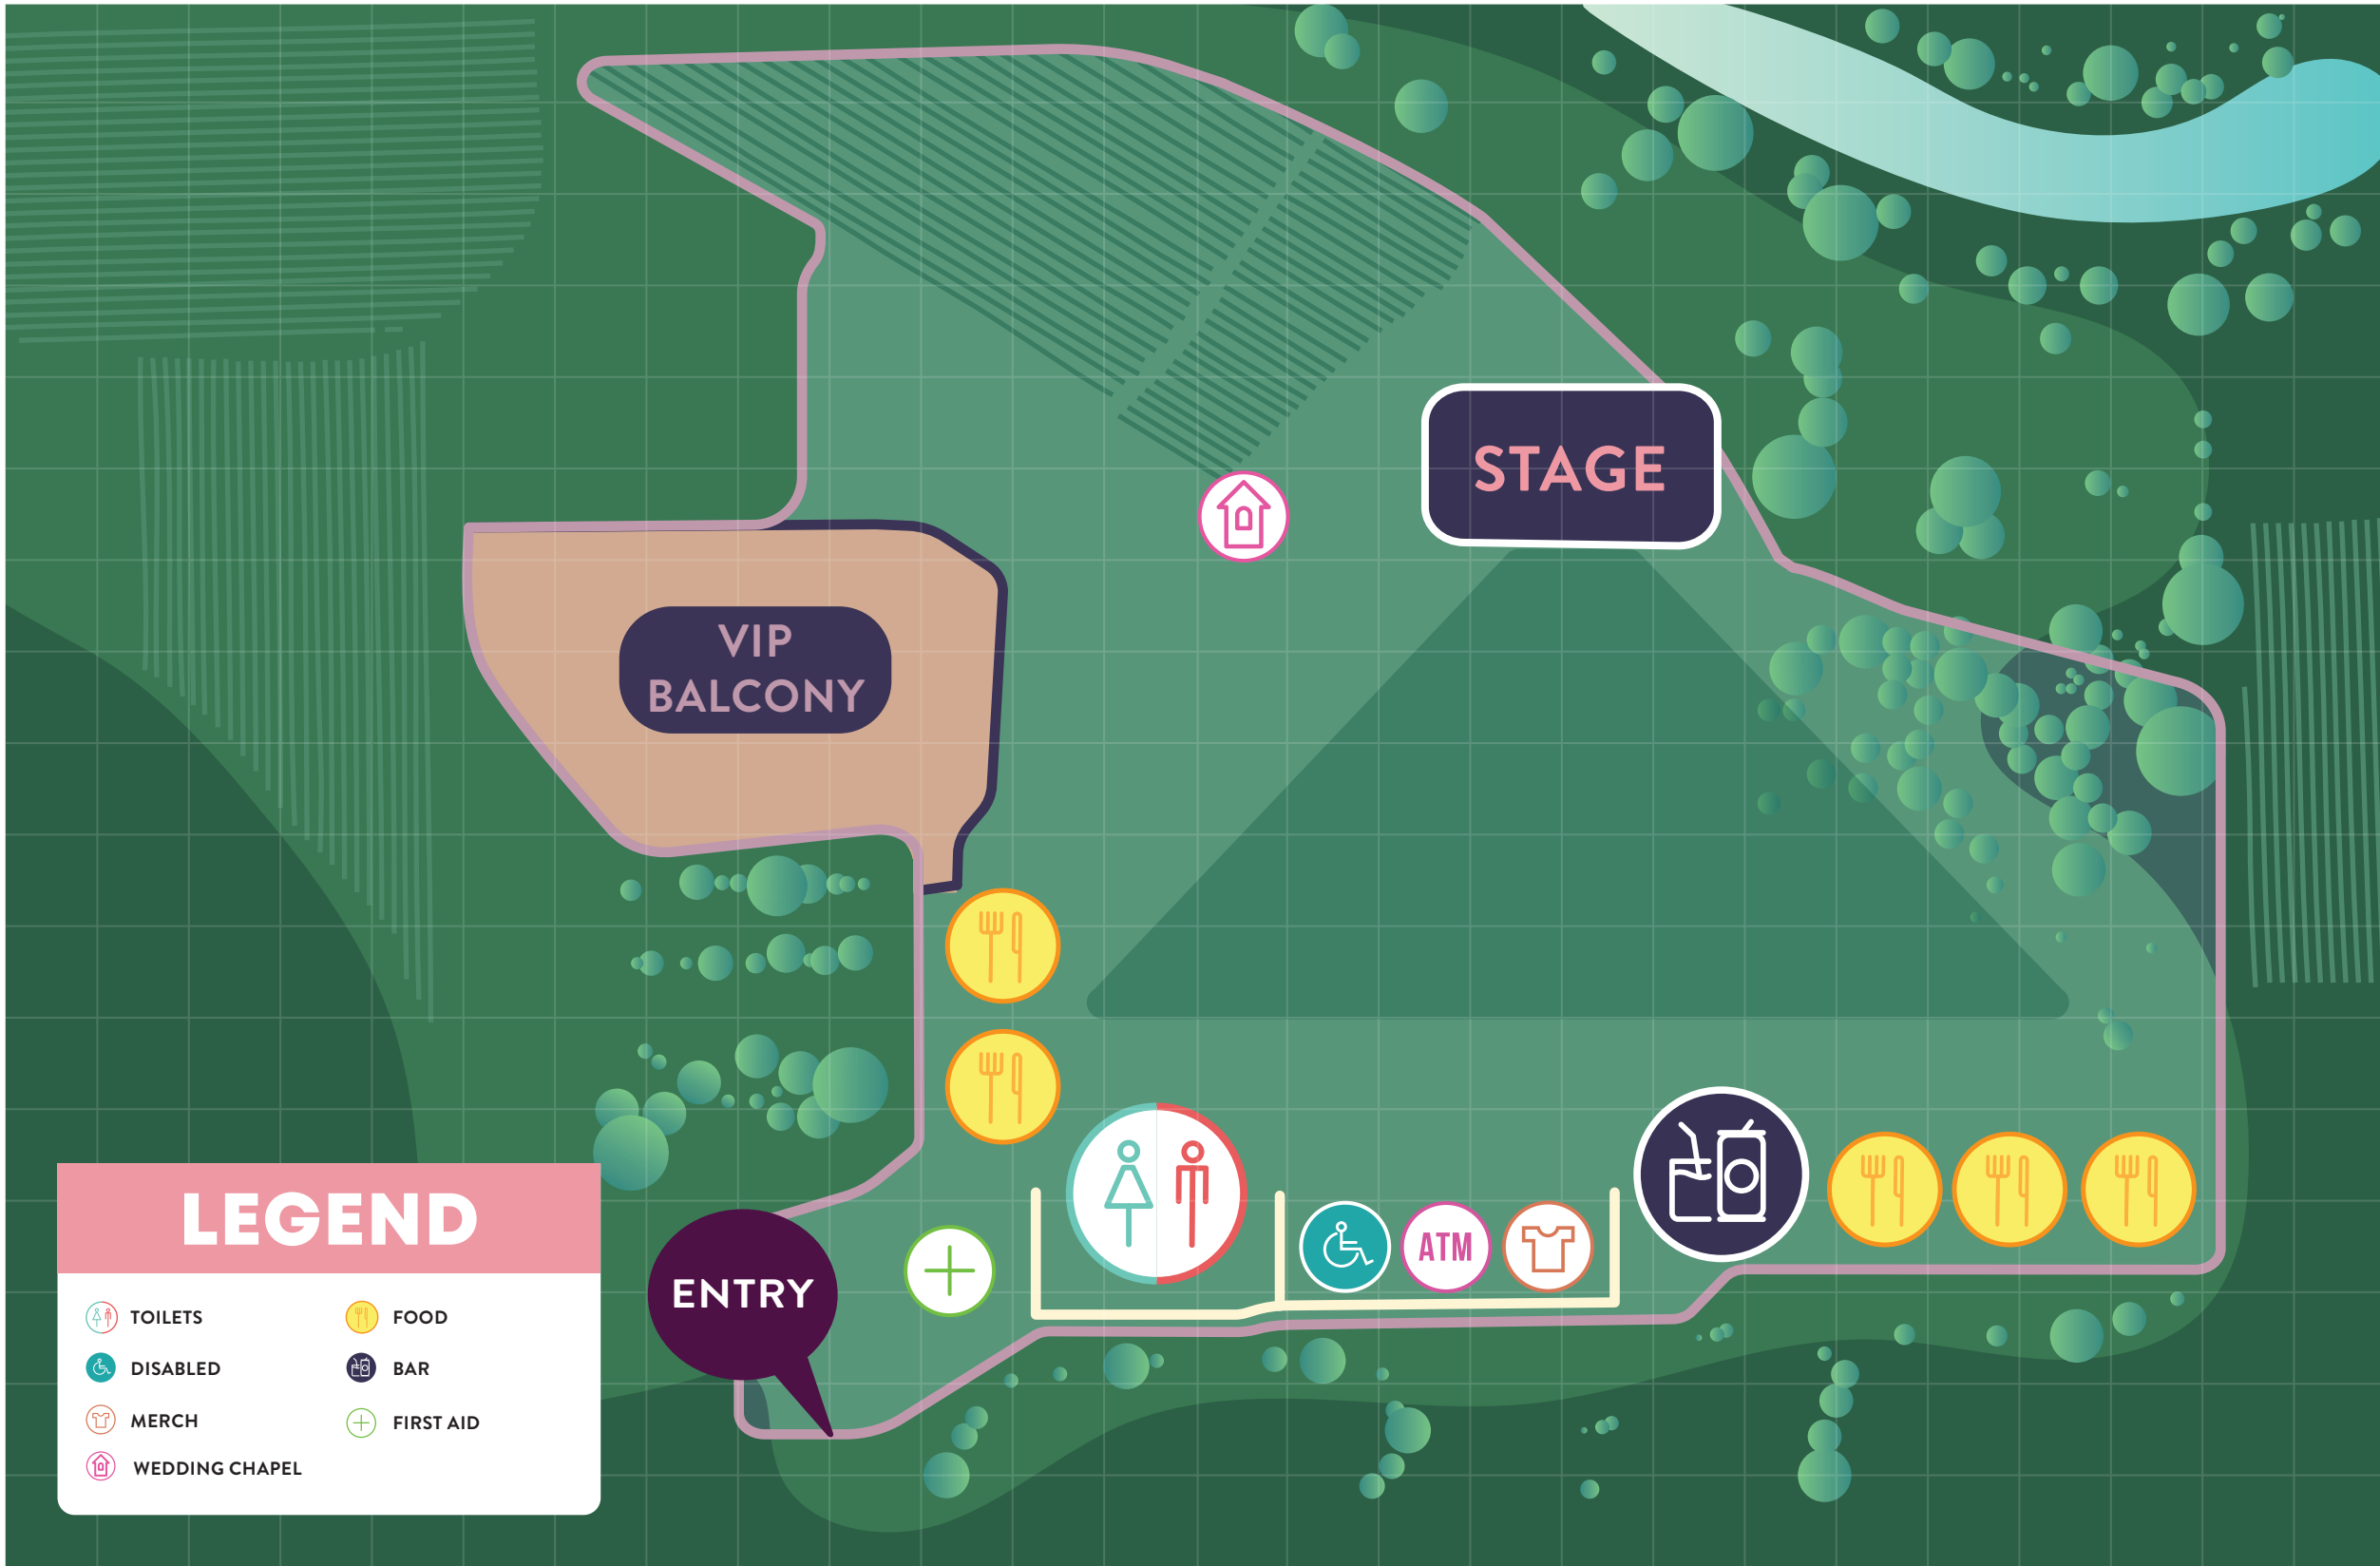 STAGE
VIP
BALCONY
ENTRY
ATM
LEGEND
TOILETS
FOOD
DISABLED
BAR
MERCH
FIRST AID
WEDDING CHAPEL